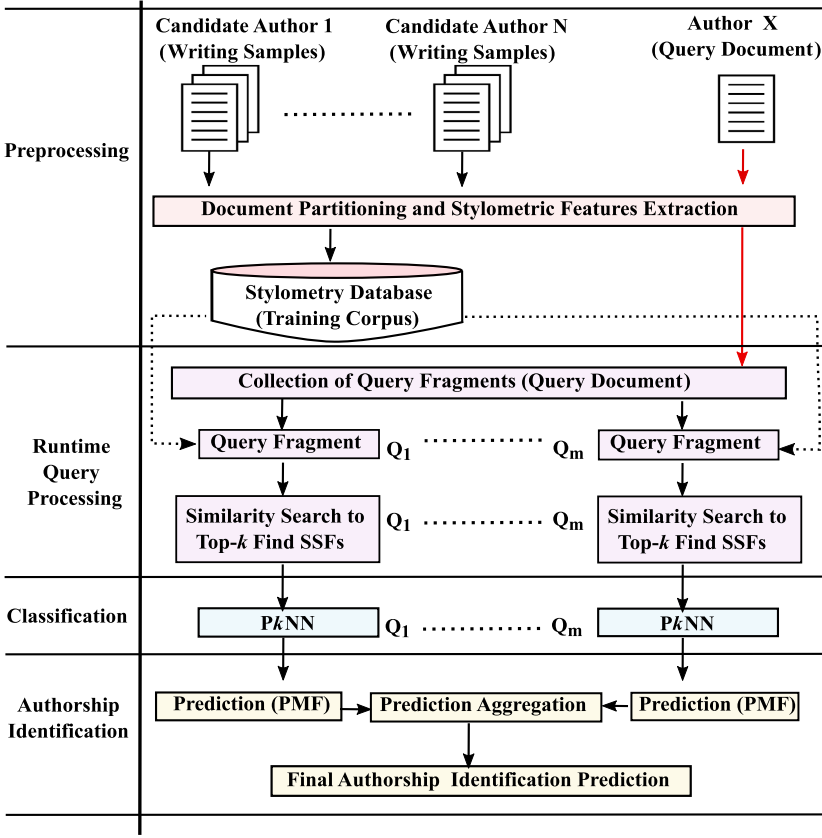 Candidate Author 1
(Writing Samples)
Candidate Author N
(Writing Samples)
Author X
(Query Document)
Preprocessing
Document Partitioning and Stylometric Features Extraction
Stylometry Database
(Training Corpus)
Runtime
Query
Processing
Collection of Query Fragments (Query Document)
Query Fragment
Q1
Qm
Query Fragment
Similarity Search to
Top-k Find SSFs
Q1
Qm
Similarity Search to
Top-k Find SSFs
Classification
PkNN
Q1
Qm
PkNN
Authorship
Identification
Prediction (PMF)
Prediction Aggregation
Prediction (PMF)
Final Authorship Identification Prediction